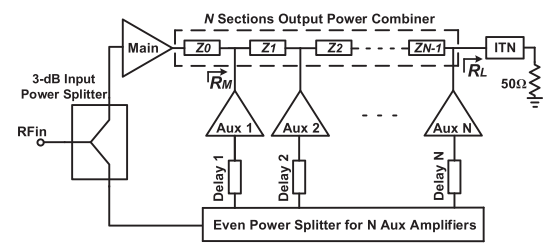 N Sections Output Power Combiner
Main
Z0
Z1
Z2
ZN-1
ITN
RM
RL
50Ω
3-dB Input
Power Splitter
RFin
Aux 1
Aux 2
Aux N
Delay 1
Delay 2
Delay N
Even Power Splitter for N Aux Amplifiers